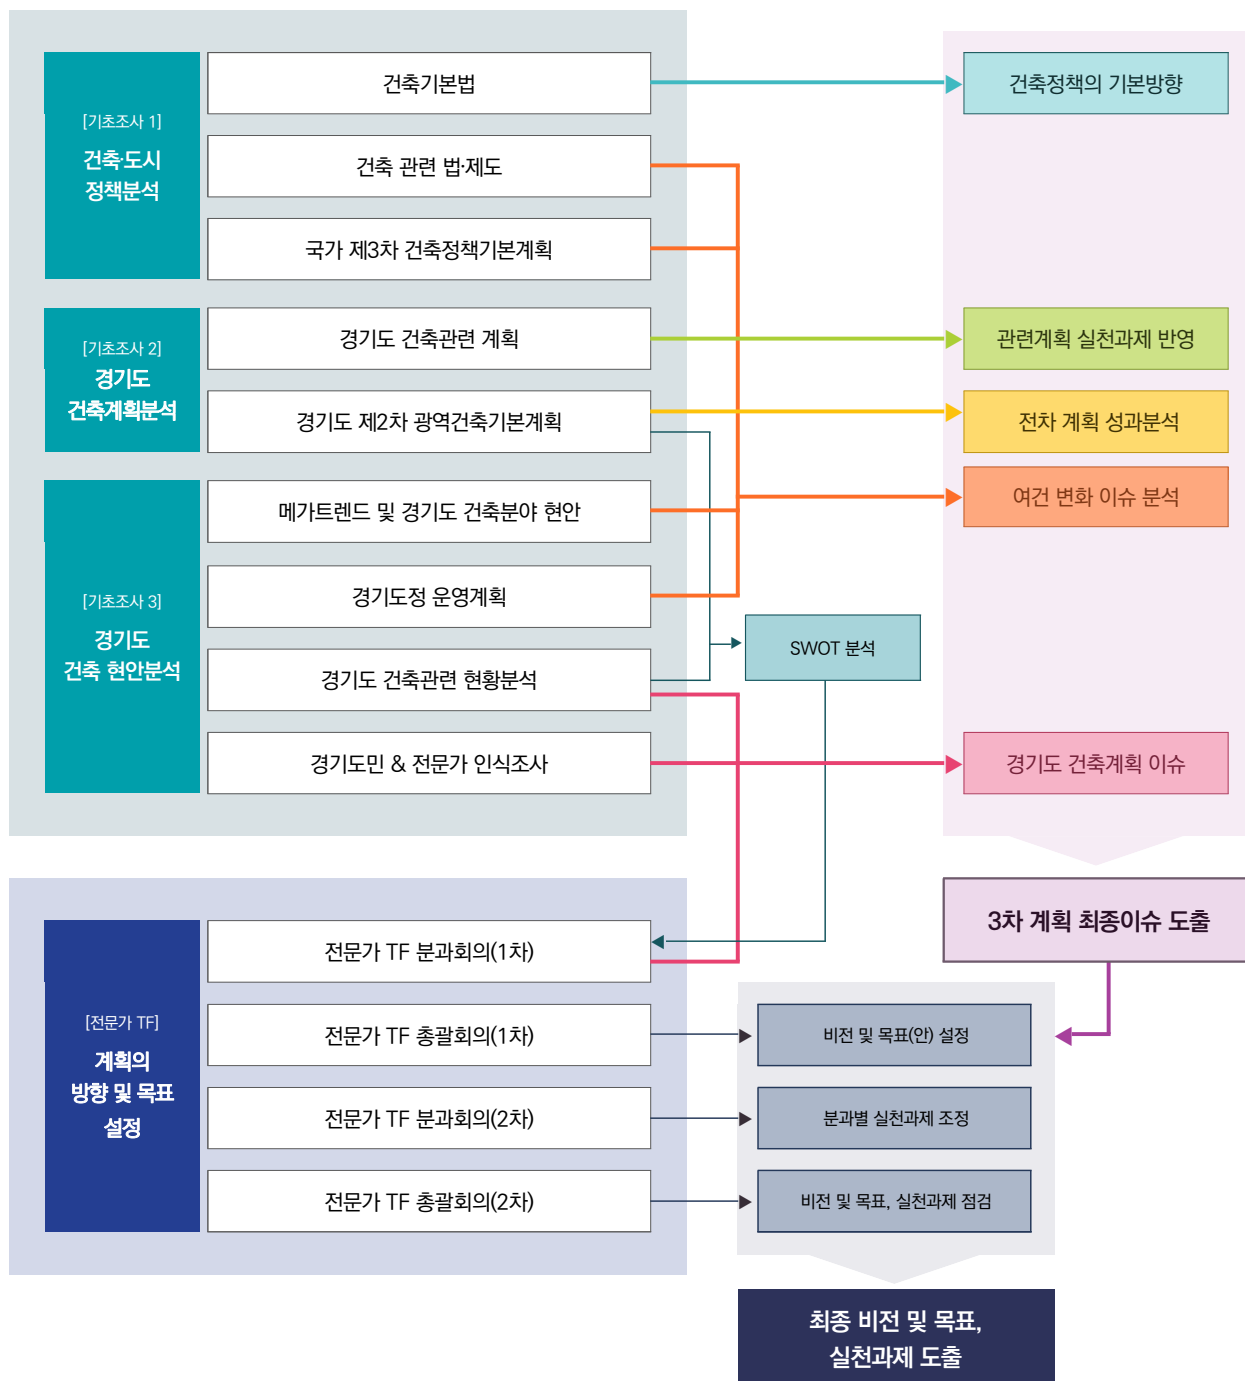 [기초조사 1]
건축·도시
정책분석
건축기본법
건축 관련 법·제도
국가 제3차 건축정책기본계획
건축정책의 기본방향
[기초조사 2]
경기도
건축계획분석
경기도 건축관련 계획
경기도 제2차 광역건축기본계획
관련계획 실천과제 반영
전차 계획 성과분석
여건 변화 이슈 분석
[기초조사 3]
경기도
건축 현안분석
메가트렌드 및 경기도 건축분야 현안
경기도정 운영계획
경기도 건축관련 현황분석
경기도민 & 전문가 인식조사
SWOT 분석
경기도 건축계획 이슈
3차 계획 최종이슈 도출
[전문가 TF]
계획의
방향 및 목표
설정
전문가 TF 분과회의(1차)
전문가 TF 총괄회의(1차)
전문가 TF 분과회의(2차)
전문가 TF 총괄회의(2차)
비전 및 목표(안) 설정
분과별 실천과제 조정
비전 및 목표, 실천과제 점검
최종 비전 및 목표,
실천과제 도출